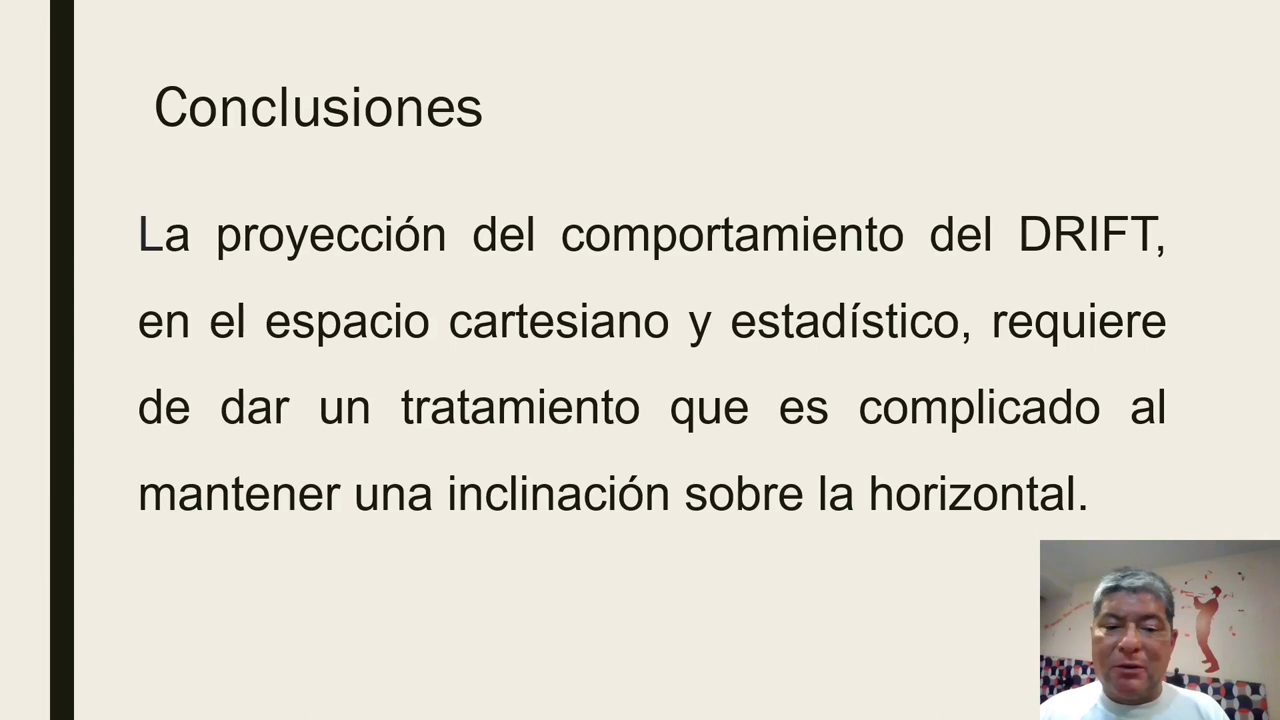 Conclusiones
La proyección del comportamiento del DRIFT,
en el espacio cartesiano y estadístico, requiere
de dar un tratamiento que es complicado al
mantener una inclinación sobre la horizontal.